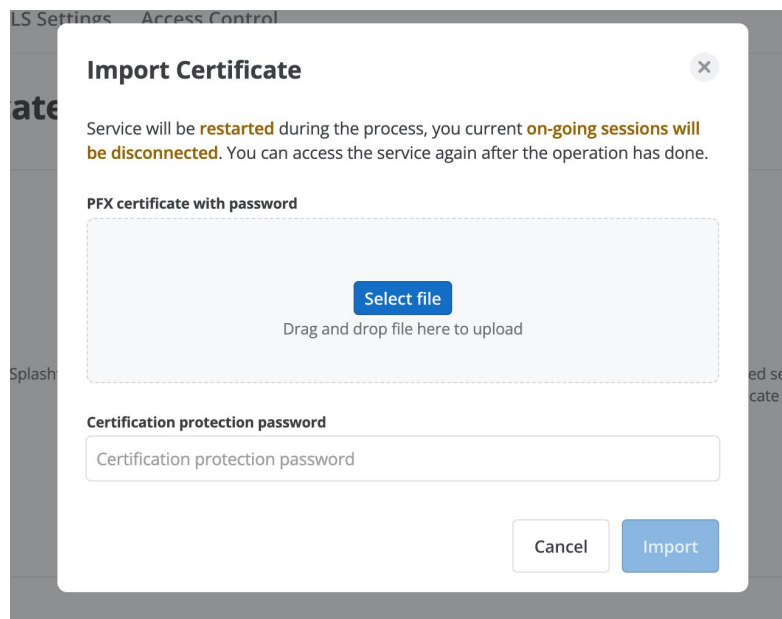 LS Settings Access Control
Import Certificate
Service will be restarted during the process, you current on-going sessions will
be disconnected. You can access the service again after the operation has done.
PFX certificate with password
Select file
Drag and drop file here to upload
Splash
ed se
cate
Certification protection password
Certification protection password
Cancel
Import